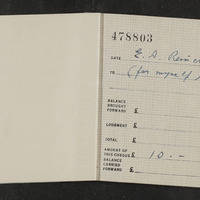 478803
DATE E. A.
TO (for myself
BALANCE
BROUGHT
FORWARD £
LODGMENT £
TOTAL £
AMOUNT OF
THIS CHEQUE £ 10.-
BALANCE
CARRIED
FORWARD £